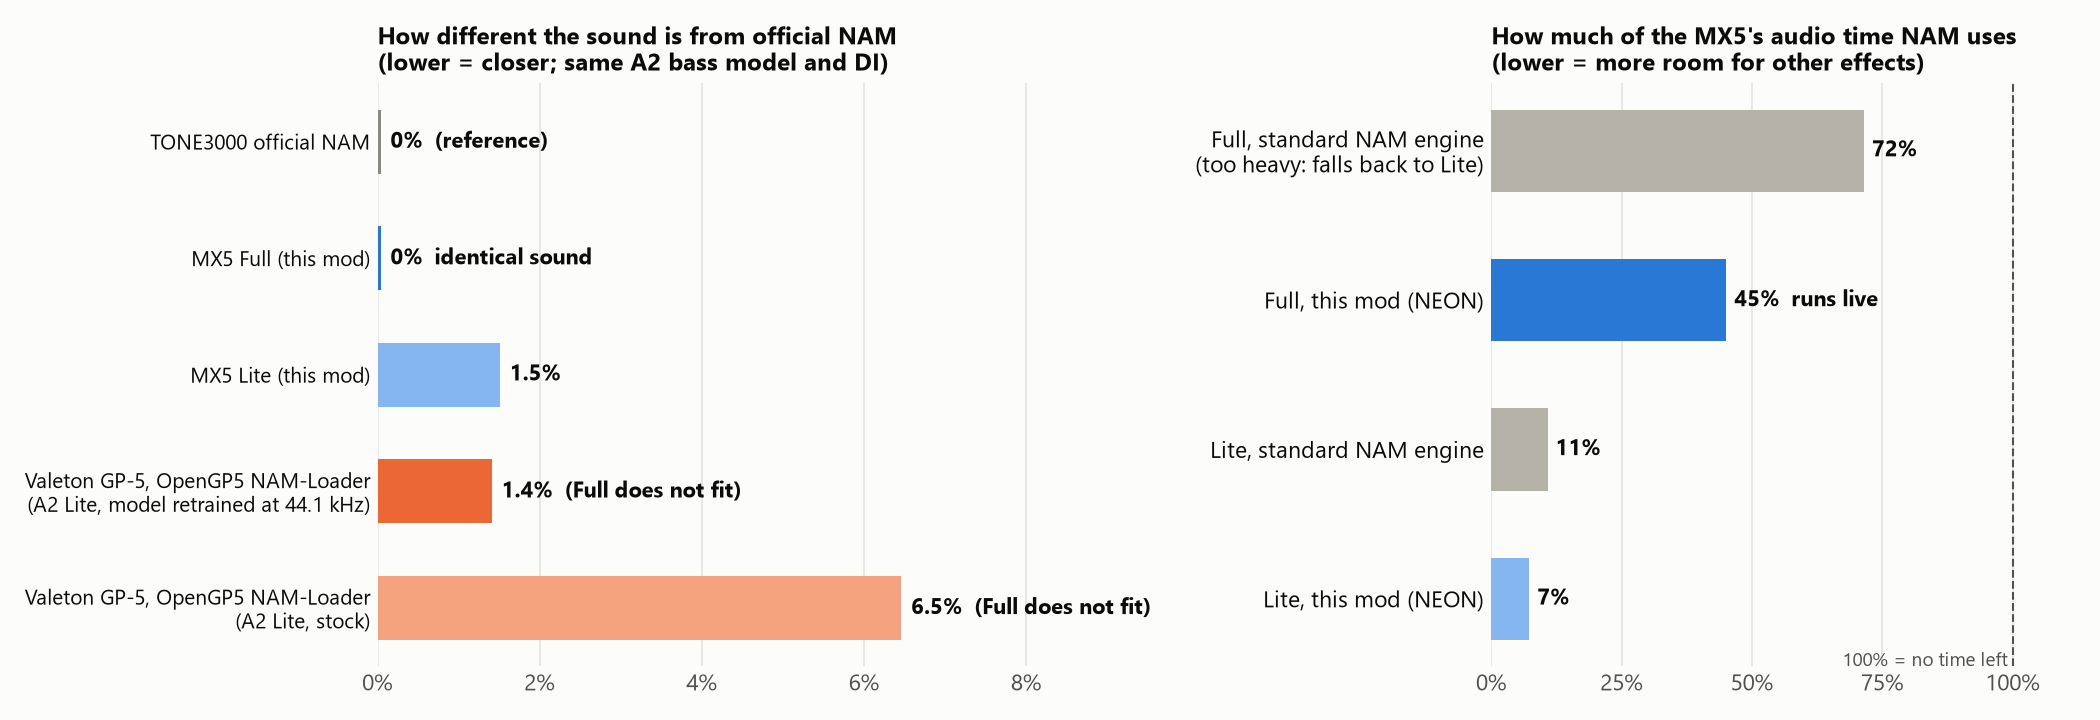 How different the sound is from official NAM
(lower = closer; same A2 bass model and DI)
TONE3000 official NAM
0% (reference)
MX5 Full (this mod)
0% identical sound
MX5 Lite (this mod)
1.5%
Valeton GP-5, OpenGP5 NAM-Loader
(A2 Lite, model retrained at 44.1 kHz)
1.4% (Full does not fit)
Valeton GP-5, OpenGP5 NAM-Loader
(A2 Lite, stock)
6.5% (Full does not fit)
0% 2% 4% 6% 8%
How much of the MX5's audio time NAM uses
(lower = more room for other effects)
Full, standard NAM engine
(too heavy: falls back to Lite)
72%
Full, this mod (NEON)
45% runs live
Lite, standard NAM engine
11%
Lite, this mod (NEON)
7%
100% = no time left
0% 25% 50% 75% 100%